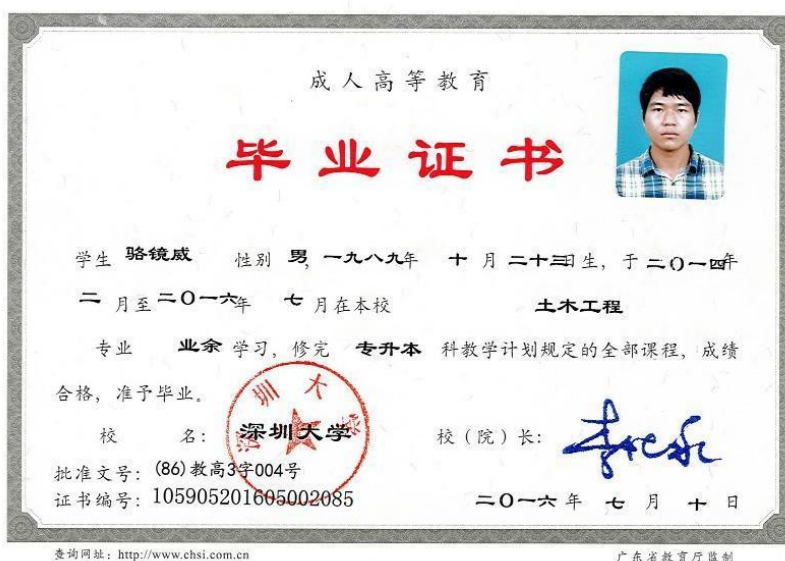 成人高等教育
毕业证书
学生 骆镜威 性别 男,一九八九年 十 月 二十三日生，于 二〇一四年
二 月至 二〇一六年 七 月在本校 土木工程
专业 业余 学习，修完 专升本 科教学计划规定的全部课程，成绩
合格，准予毕业。
校 名： 深圳大学 校（院）长：
深圳大学
批准文号：(86)教高3字004号
证书编号：105905201605002085 二〇一六 年 七 月 十 日
查询网址：http://www.chsi.com.cn 广东省教育厅监制